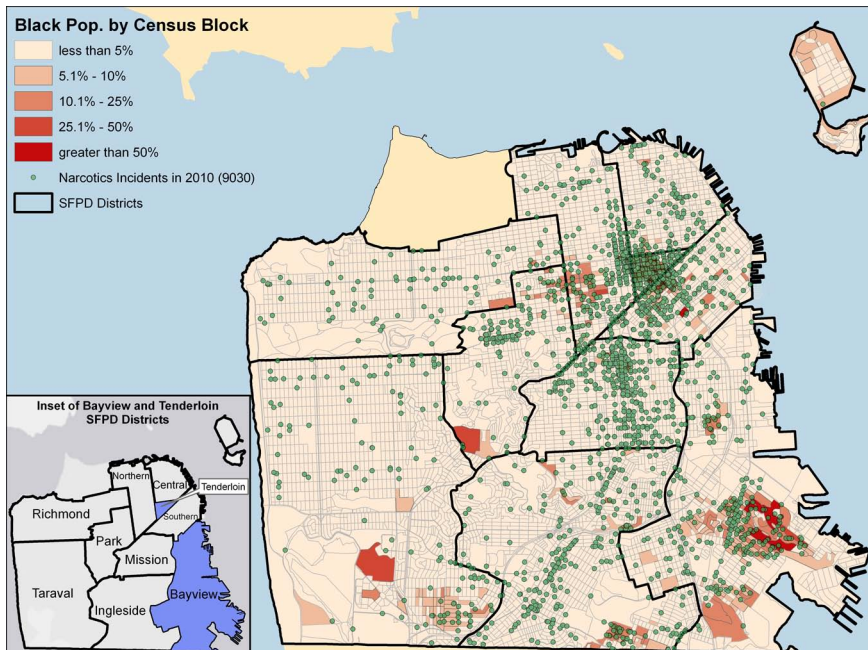 Black Pop. by Census Block
less than 5%
5.1% - 10%
10.1% - 25%
25.1% - 50%
greater than 50%
Narcotics Incidents in 2010 (9030)
SFPD Districts
Inset of Bayview and Tenderloin
SFPD Districts
Northern
Central
Tenderloin
Richmond
Southern
Park
Mission
Taraval
Bayview
Ingleside